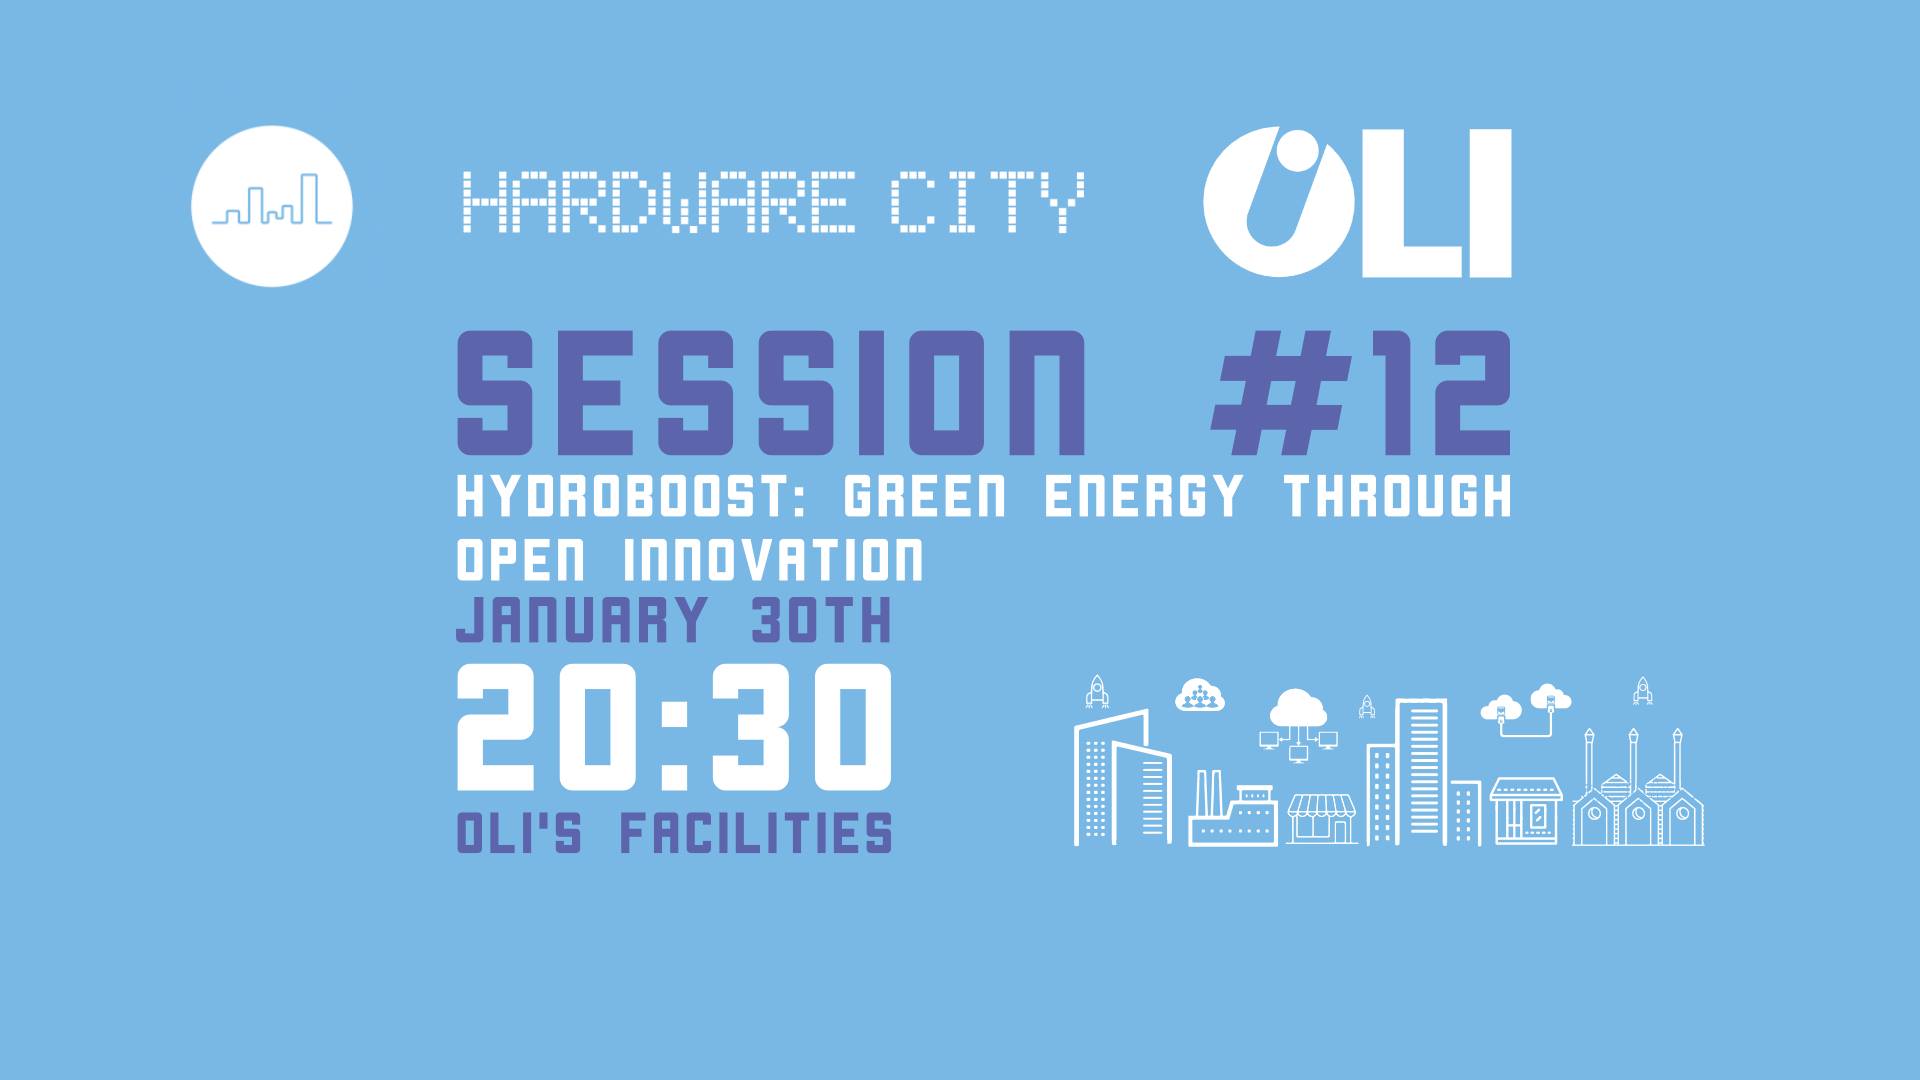 HARDWARE CITY
OLI
SESSION #12
HYDROBOOST: GREEN ENERGY THROUGH
OPEN INNOVATION
JANUARY 30TH
20:30
OLI'S FACILITIES